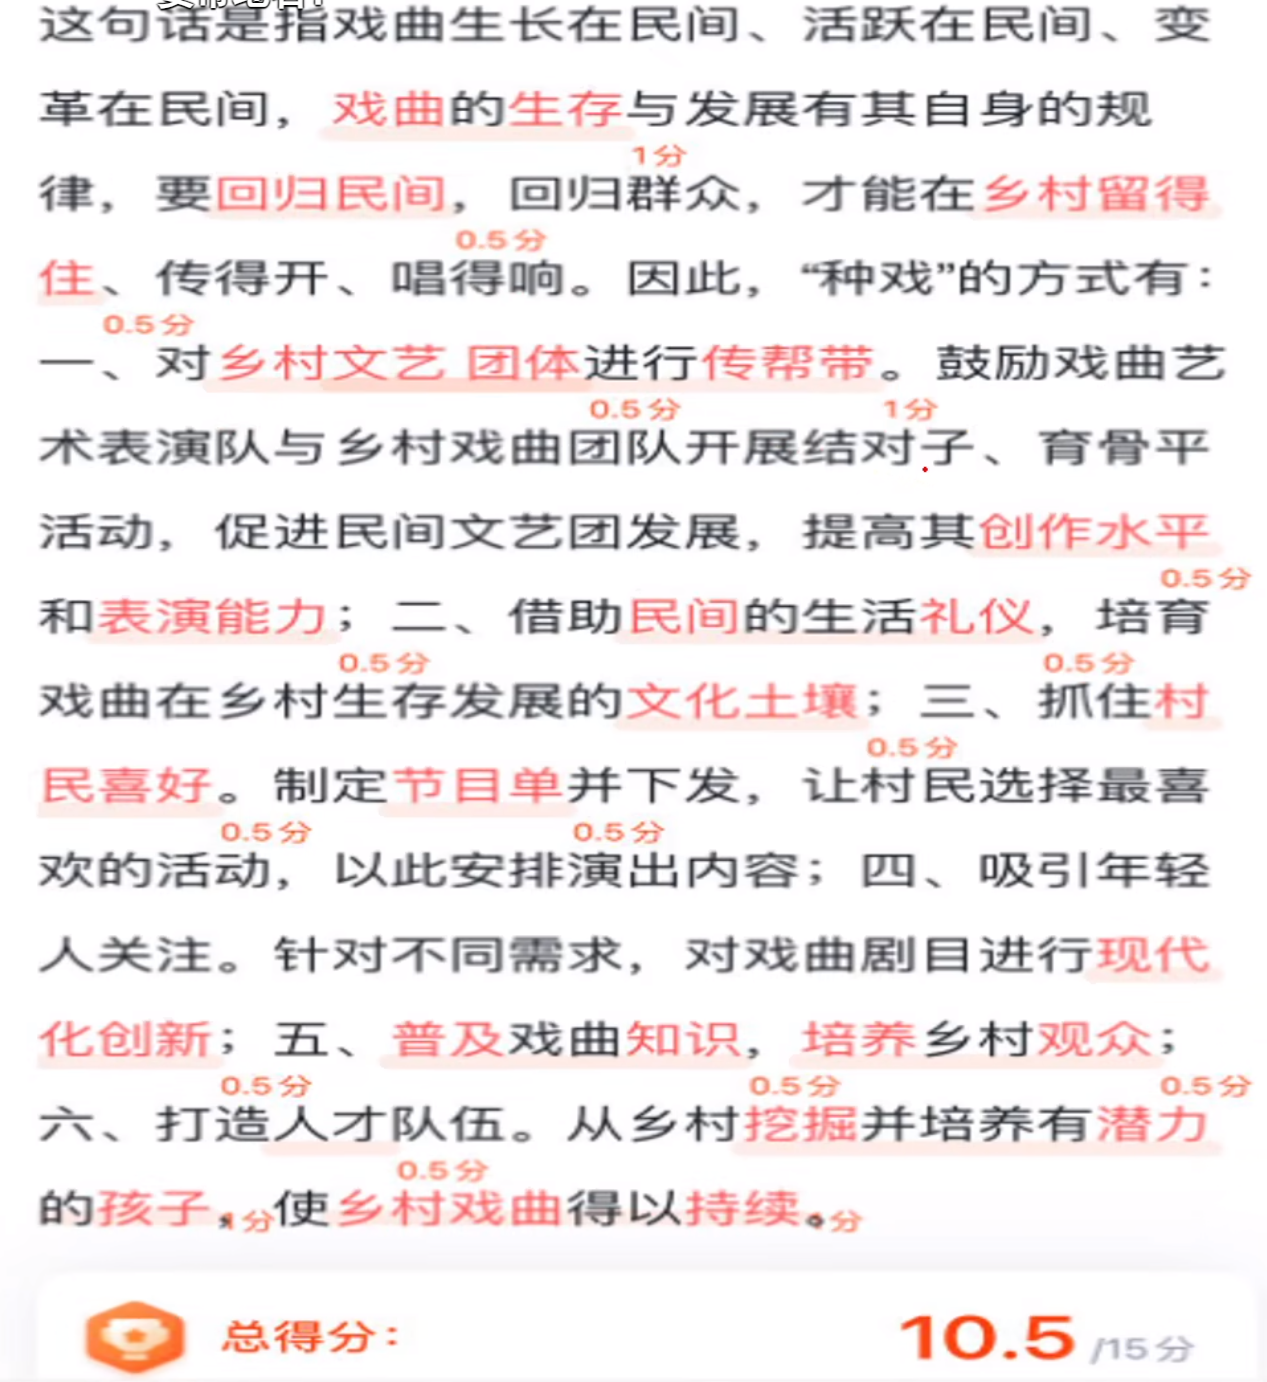 这句话是指戏曲生长在民间、活跃在民间、变
革在民间，戏曲的生存与发展有其自身的规
1分
律，要回归民间，回归群众，才能在乡村留得
0.5分
住、传得开、唱得响。因此，“种戏”的方式有：
0.5分
一、对乡村文艺 团体进行传帮带。鼓励戏曲艺
0.5分 1分
术表演队与乡村戏曲团队开展结对子、育骨平
活动，促进民间文艺团发展，提高其创作水平
0.5分
和表演能力；二、借助民间的生活礼仪，培育
0.5分 0.5分
戏曲在乡村生存发展的文化土壤；三、抓住村
0.5分
民喜好。制定节目单并下发，让村民选择最喜
0.5分 0.5分
欢的活动，以此安排演出内容；四、吸引年轻
人关注。针对不同需求，对戏曲剧目进行现代
化创新；五、普及戏曲知识，培养乡村观众；
0.5分 0.5分 0.5分
六、打造人才队伍。从乡村挖掘并培养有潜力
0.5分
的孩子，1分使乡村戏曲得以持续。分
总得分： 10.5 /15分